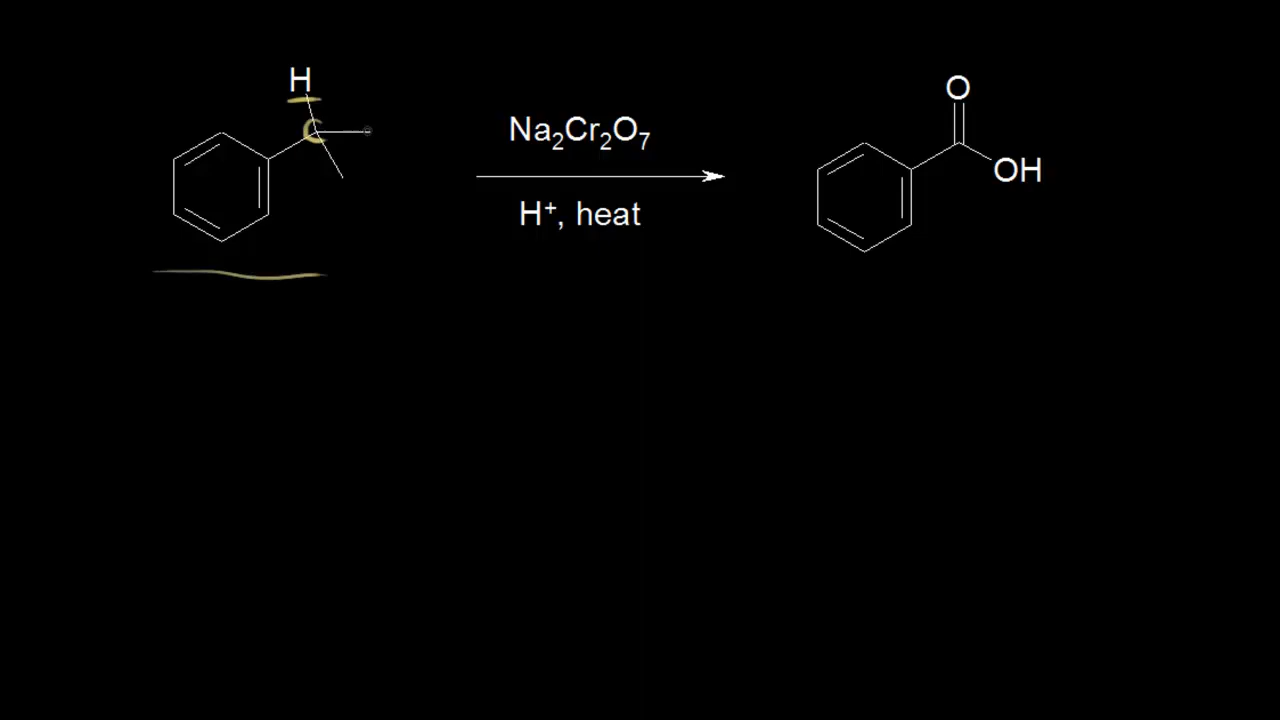 H
C
Na₂Cr₂O₇
H⁺, heat
O
OH